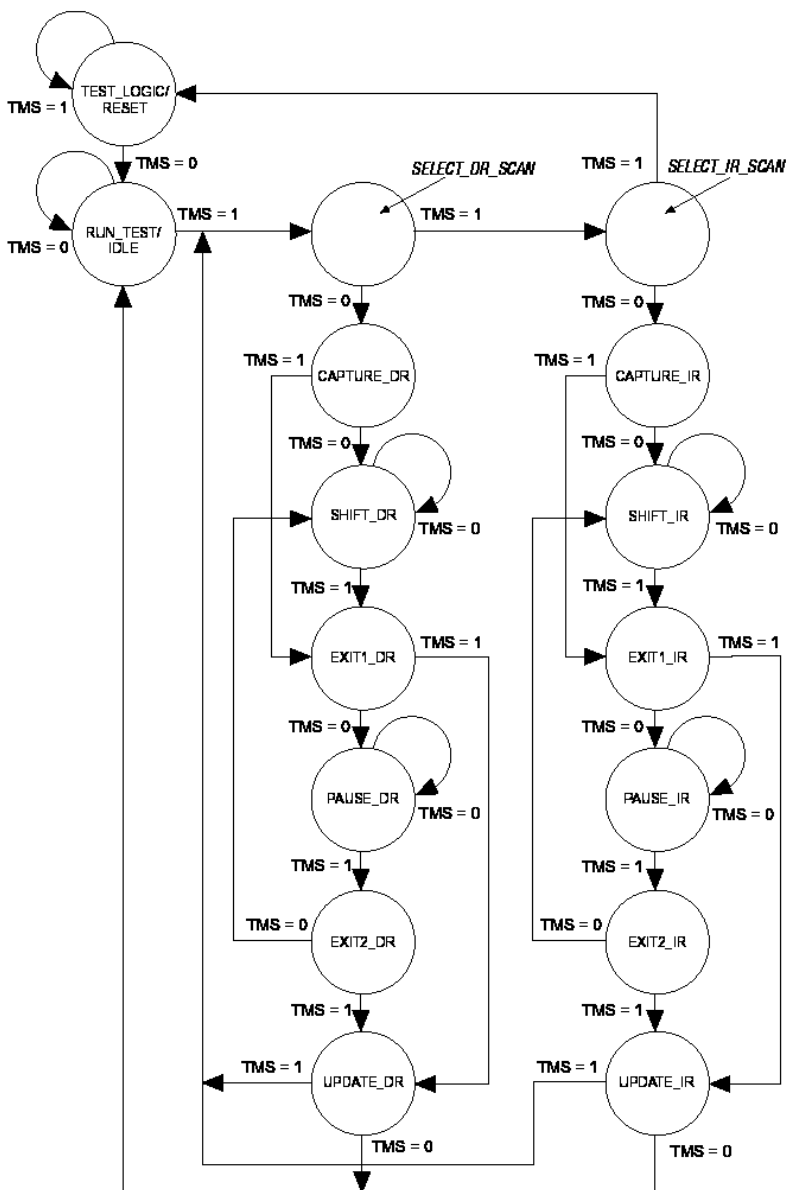 TEST_LOGIC/
RESET
TMS = 1
TMS = 0
TMS = 1
SELECT_DR_SCAN
SELECT_IR_SCAN
RUN_TEST/
IDLE
TMS = 0
TMS = 1
TMS = 1
TMS = 0
TMS = 0
TMS = 1
CAPTURE_DR
TMS = 1
CAPTURE_IR
TMS = 0
TMS = 0
SHIFT_DR
TMS = 0
SHIFT_IR
TMS = 0
TMS = 1
TMS = 1
EXIT1_DR
TMS = 1
EXIT1_IR
TMS = 1
TMS = 0
TMS = 0
PAUSE_DR
TMS = 0
PAUSE_IR
TMS = 0
TMS = 1
TMS = 1
TMS = 0
EXIT2_DR
TMS = 0
EXIT2_IR
TMS = 1
TMS = 1
TMS = 1
UPDATE_DR
TMS = 1
UPDATE_IR
TMS = 0
TMS = 0